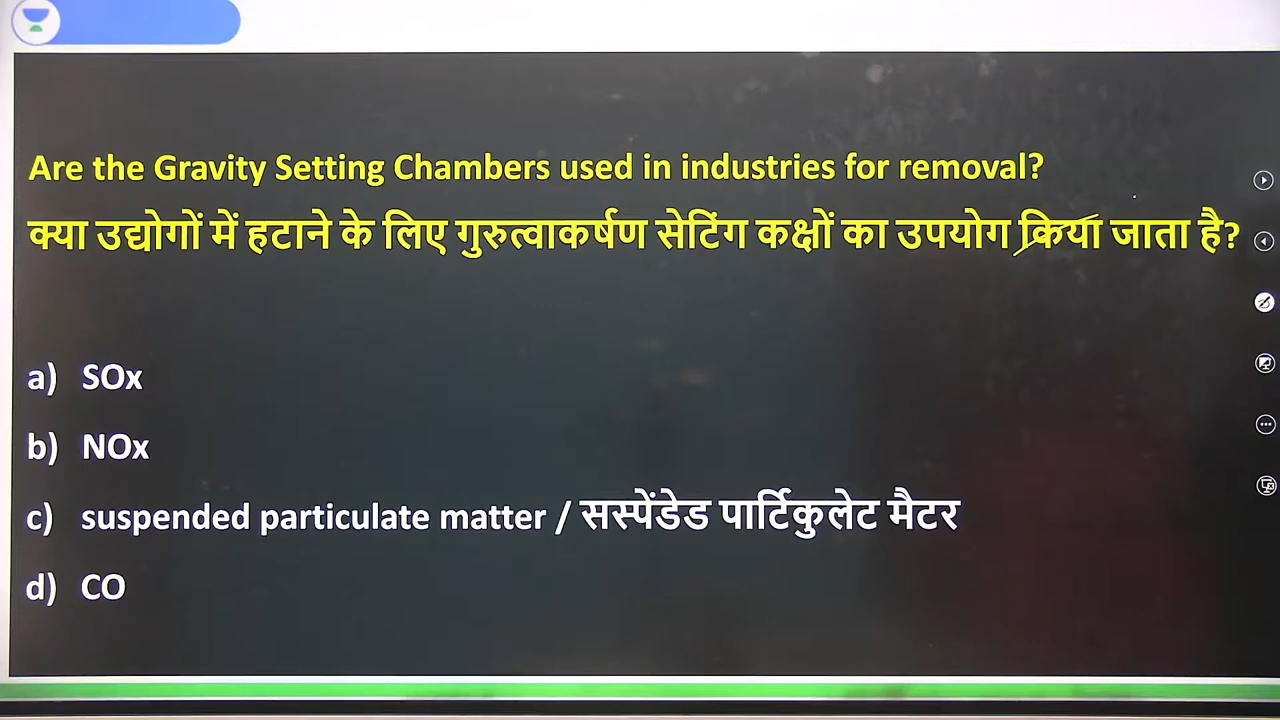 Are the Gravity Setting Chambers used in industries for removal?
क्या उद्योगों में हटाने के लिए गुरुत्वाकर्षण सेटिंग कक्षों का उपयोग किया जाता है?
a) SOx
b) NOx
c) suspended particulate matter / सस्पेंडेड पार्टिकुलेट मैटर
d) CO